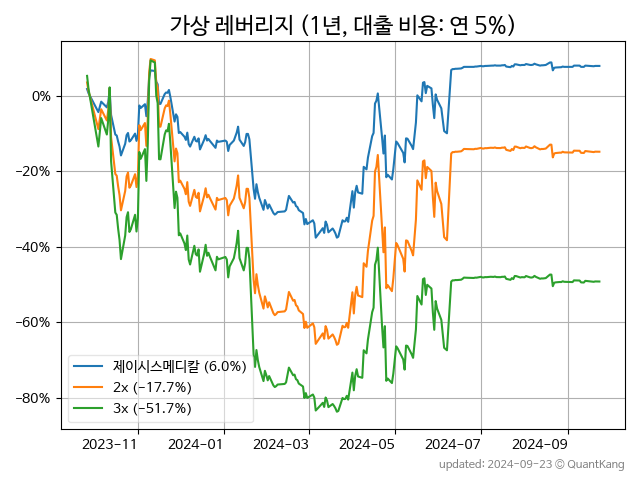 가상 레버리지 (1년, 대출 비용: 연 5%)
0%
−20%
−40%
−60%
−80%
제이시스메디칼 (6.0%)
2x (−17.7%)
3x (−51.7%)
2023−11 2024−01 2024−03 2024−05 2024−07 2024−09
updated: 2024−09−23 © QuantKang